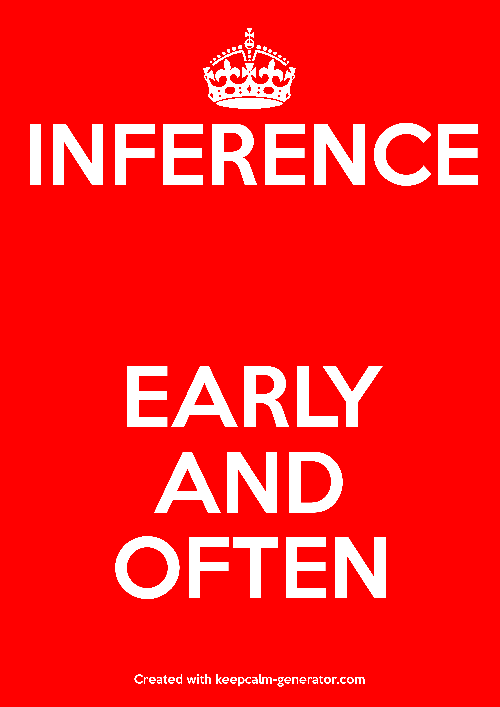 INFERENCE
EARLY
AND
OFTEN
Created with keepcalm-generator.com